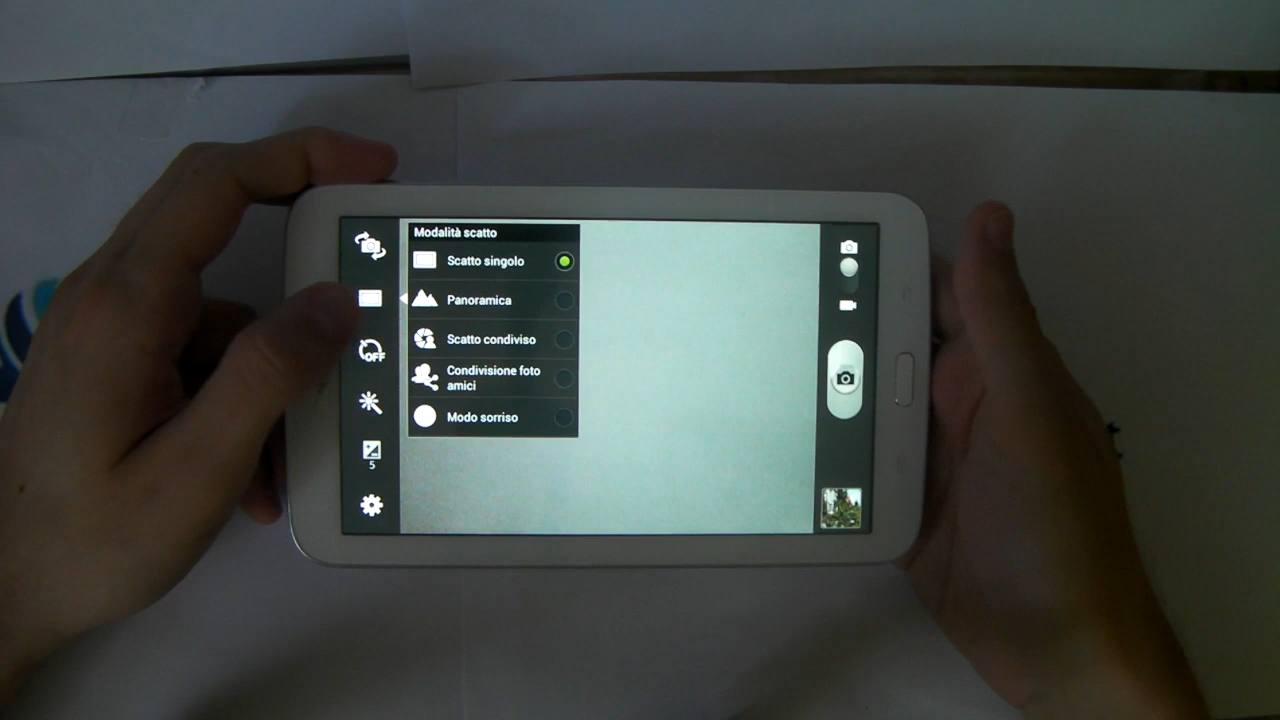 Modalità scatto
Scatto singolo
Panoramica
Scatto condiviso
Condivisione foto
amici
Modo sorriso
OFF
5